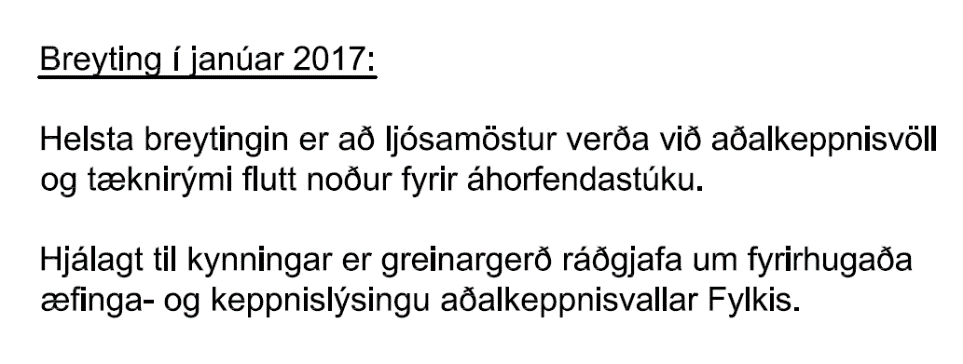 Breyting í janúar 2017:
Helsta breytingin er að ljósamöstur verða við aðalkeppnisvöll
og tæknirými flutt noður fyrir áhorfendastúku.
Hjálagt til kynningar er greinargerð ráðgjafa um fyrirhugaða
æfinga- og keppnislýsingu aðalkeppnisvallar Fylkis.